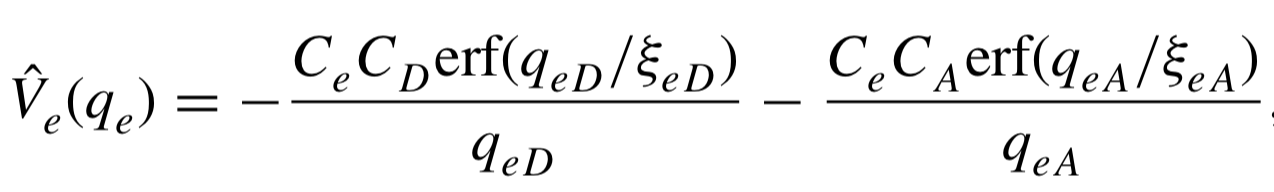 $\hat{V}_e(q_e) = -\frac{C_e C_D \mathrm{erf}(q_{eD}/\xi_{eD})}{q_{eD}} - \frac{C_e C_A \mathrm{erf}(q_{eA}/\xi_{eA})}{q_{eA}}$